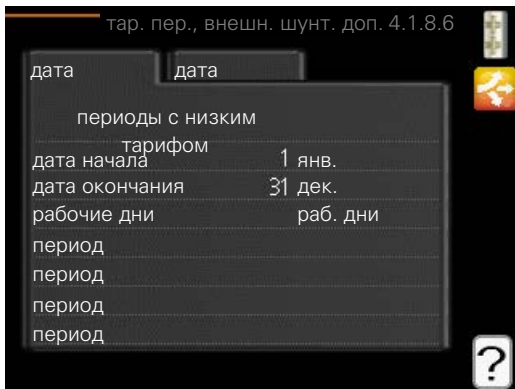 тар. пер., внешн. шунт. доп. 4.1.8.6
дата дата
периоды с низким
тарифом
дата начала 1 янв.
дата окончания 31 дек.
рабочие дни раб. дни
период
период
период
период
?